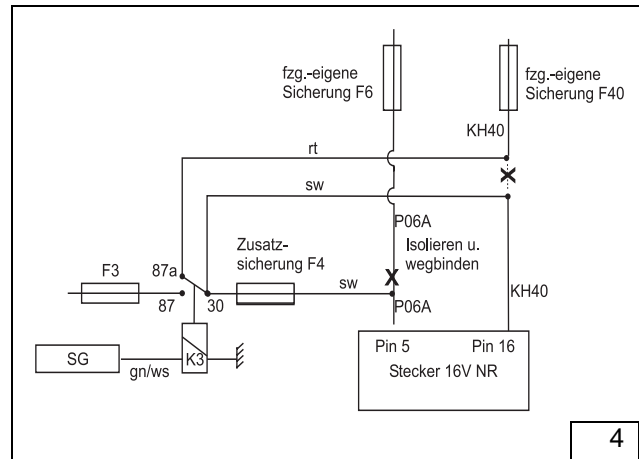 fzg.-eigene
Sicherung F6
fzg.-eigene
Sicherung F40
KH40
rt
X
sw
P06A
Isolieren u.
wegbinden
Zusatz-
sicherung F4
F3
87a
87
30
sw
X
P06A
KH40
SG
gn/ws
K3
Pin 5
Pin 16
Stecker 16V NR
4